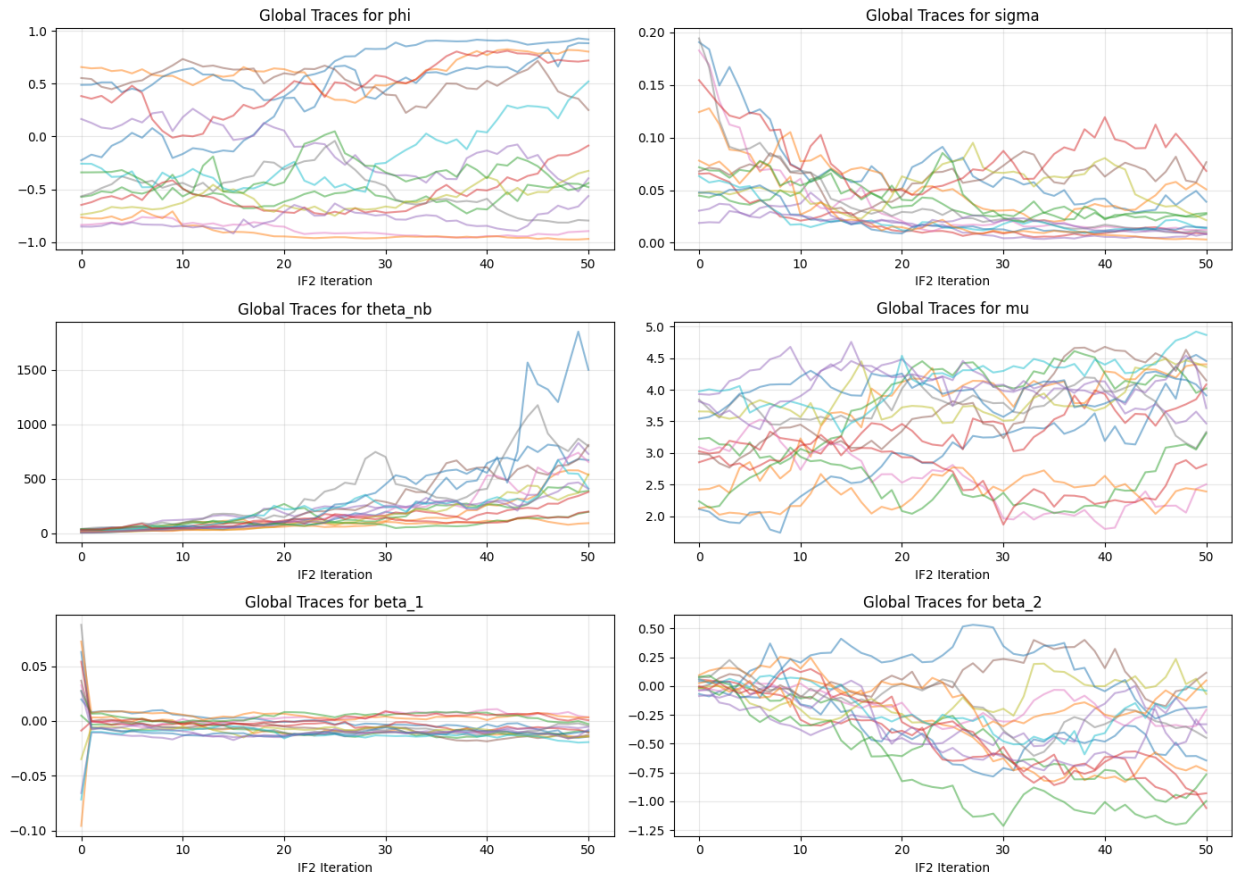 Global Traces for phi
1.0
0.5
0.0
−0.5
−1.0
0 10 20 30 40 50
IF2 Iteration
Global Traces for sigma
0.20
0.15
0.10
0.05
0.00
0 10 20 30 40 50
IF2 Iteration
Global Traces for theta_nb
1500
1000
500
0
0 10 20 30 40 50
IF2 Iteration
Global Traces for mu
5.0
4.5
4.0
3.5
3.0
2.5
2.0
0 10 20 30 40 50
IF2 Iteration
Global Traces for beta_1
0.05
0.00
−0.05
−0.10
0 10 20 30 40 50
IF2 Iteration
Global Traces for beta_2
0.50
0.25
0.00
−0.25
−0.50
−0.75
−1.00
−1.25
0 10 20 30 40 50
IF2 Iteration